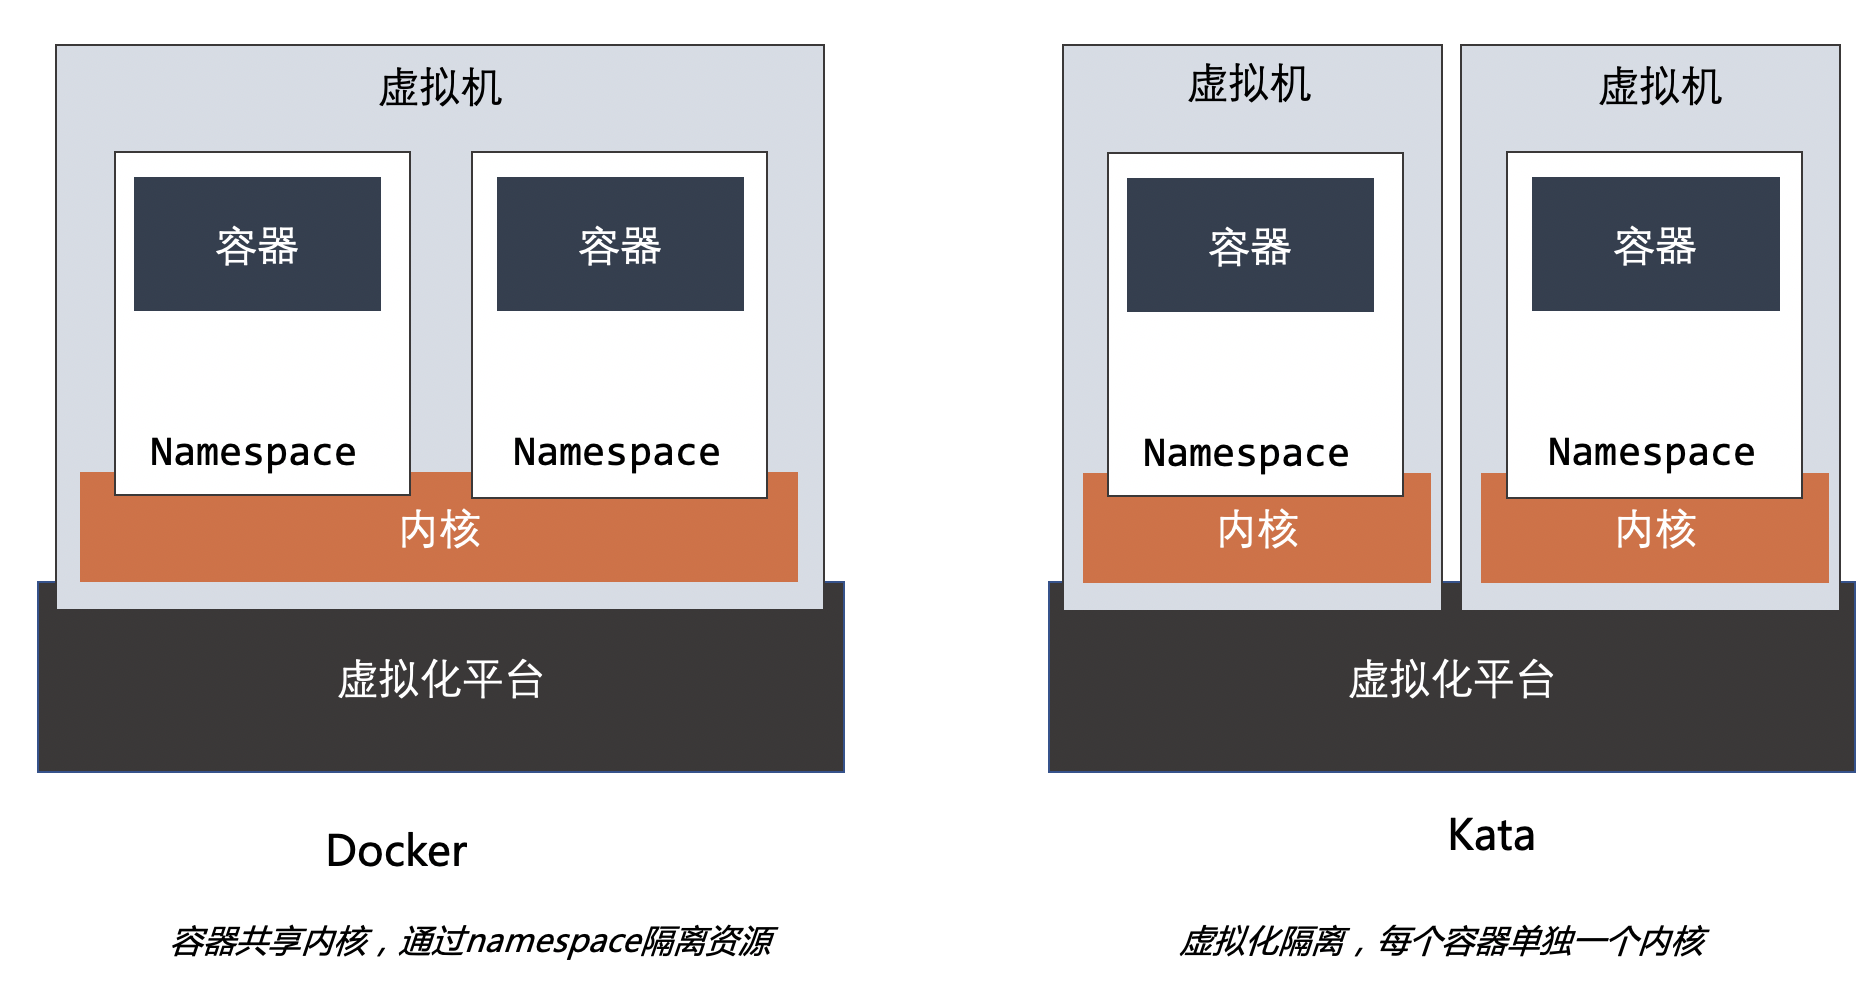 虚拟机
容器
容器
Namespace
Namespace
内核
虚拟化平台
Docker
容器共享内核，通过namespace隔离资源
虚拟机
虚拟机
容器
容器
Namespace
Namespace
内核
内核
虚拟化平台
Kata
虚拟化隔离，每个容器单独一个内核